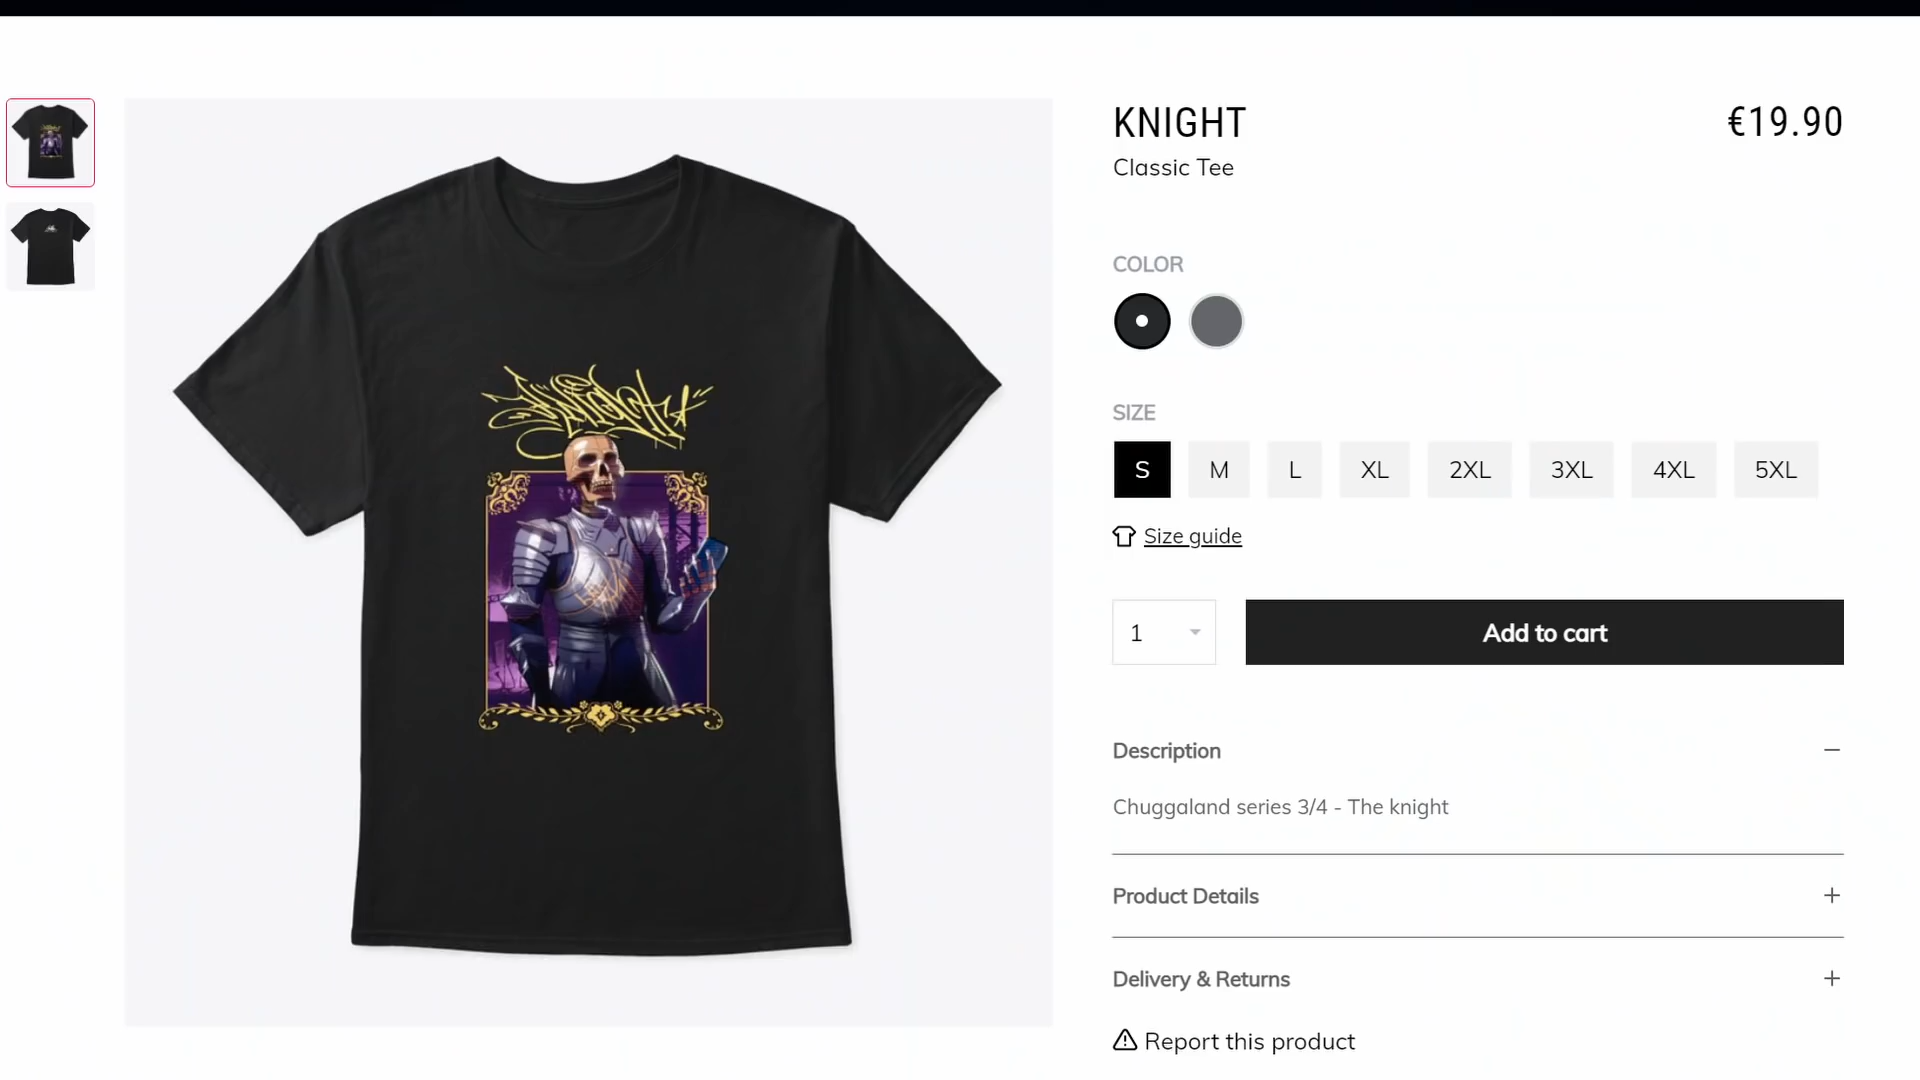 KNIGHT
€19.90
Classic Tee
COLOR
SIZE
S M L XL 2XL 3XL 4XL 5XL
Size guide
1
Add to cart
Knight
Description
Chuggaland series 3/4 - The knight
Product Details
Delivery & Returns
Report this product